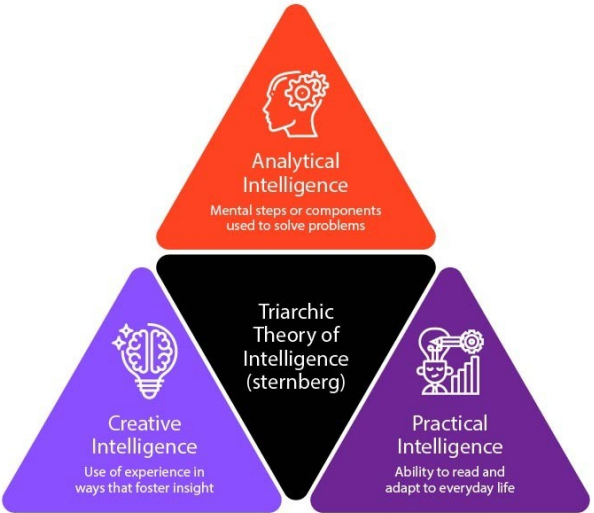 Analytical
Intelligence
Mental steps or components
used to solve problems
Triarchic
Theory of
Intelligence
(sternberg)
Creative
Intelligence
Use of experience in
ways that foster insight
Practical
Intelligence
Ability to read and
adapt to everyday life